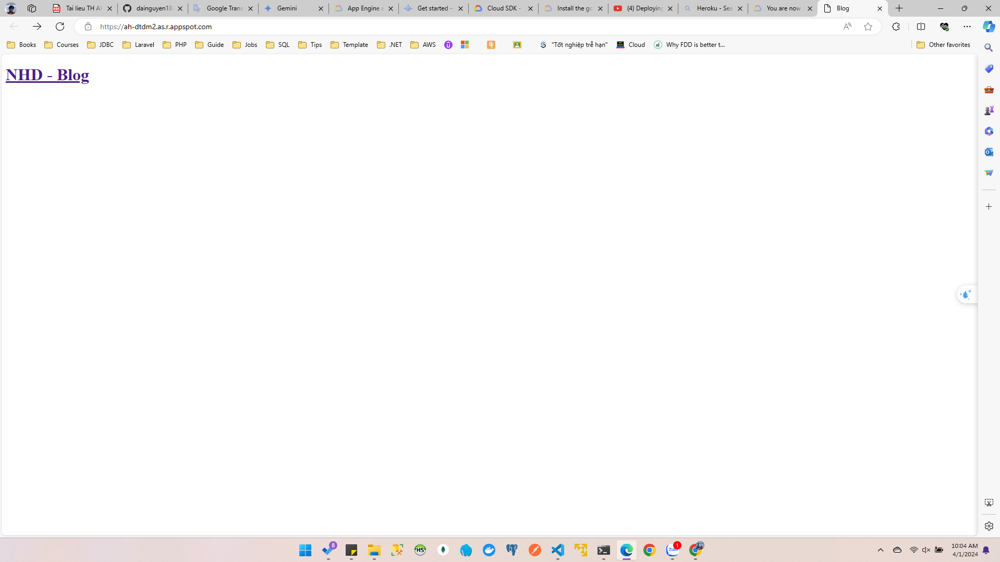 Tai lieu TH Al
dainguyen18
Google Trans
Gemini
App Engine a
Get started –
Cloud SDK -
Install the gc
(4) Deploying
Heroku - Sea
You are now
Blog
https://ah-dtdm2.as.r.appspot.com
Books
Courses
JDBC
Laravel
PHP
Guide
Jobs
SQL
Tips
Template
.NET
AWS
"Tốt nghiệp trễ hạn"
Cloud
Why FDD is better t...
Other favorites
NHD - Blog
8
HS
Zalo
1
10:04 AM
4/1/2024